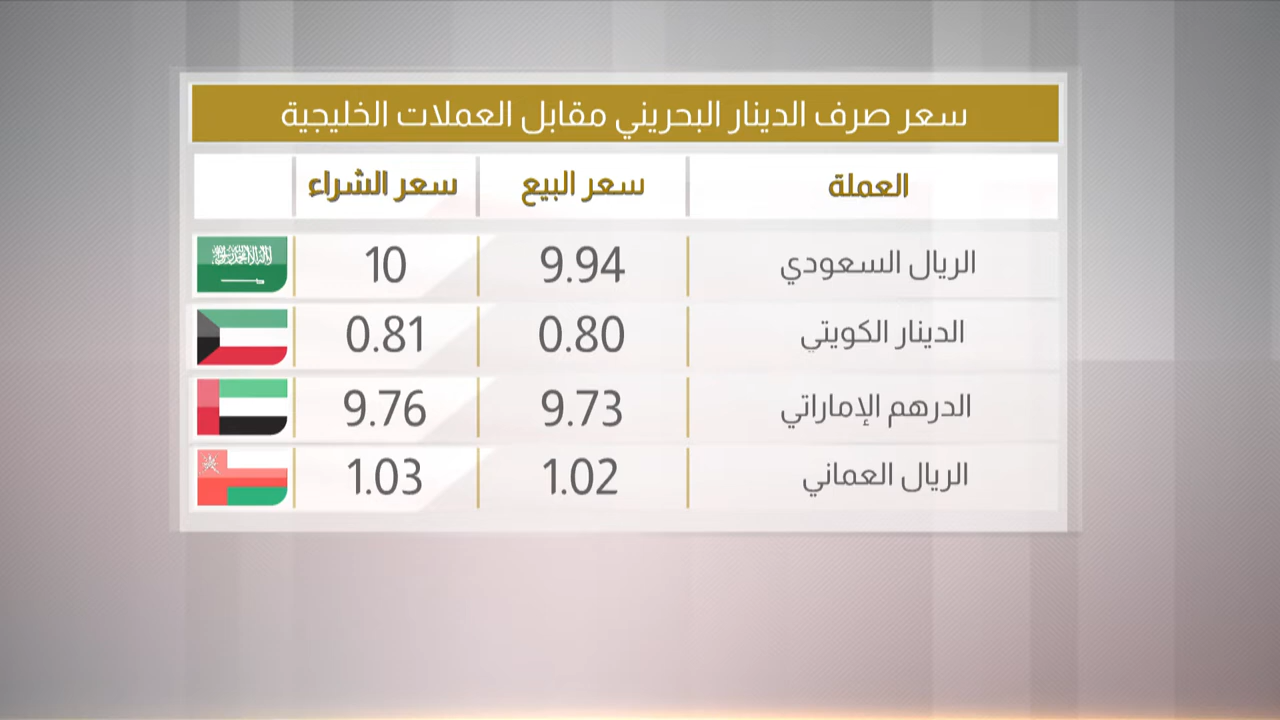 سعر صرف الدينار البحريني مقابل العملات الخليجية
العملة سعر البيع سعر الشراء
الريال السعودي 9.94 10
الدينار الكويتي 0.80 0.81
الدرهم الإماراتي 9.73 9.76
الريال العماني 1.02 1.03